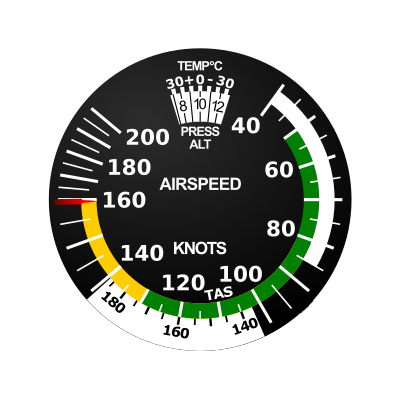 TEMP°C
30+0-30
8 10 12
PRESS
ALT
200 40
180 60
AIRSPEED
160
80
140 KNOTS
120 100
TAS
180 160 140